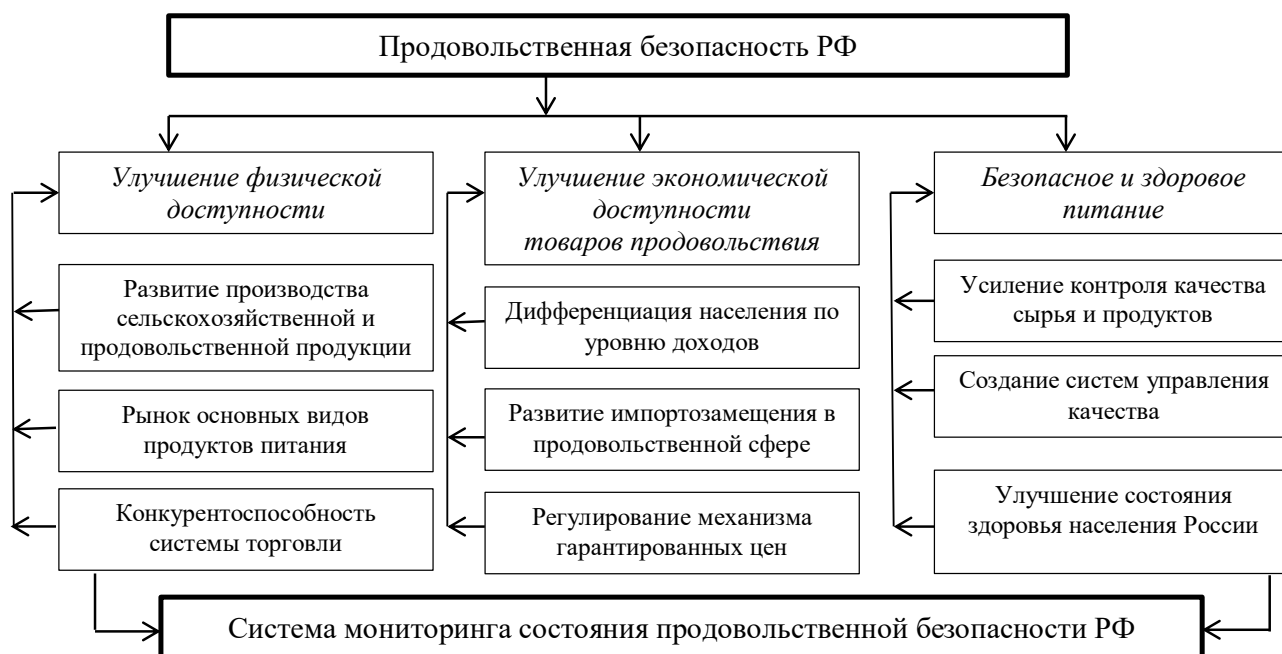 Продовольственная безопасность РФ
Улучшение физической
доступности
Развитие производства
сельскохозяйственной и
продовольственной продукции
Рынок основных видов
продуктов питания
Конкурентоспособность
системы торговли
Улучшение экономической
доступности
товаров продовольствия
Дифференциация населения по
уровню доходов
Развитие импортозамещения в
продовольственной сфере
Регулирование механизма
гарантированных цен
Безопасное и здоровое
питание
Усиление контроля качества
сырья и продуктов
Создание систем управления
качества
Улучшение состояния
здоровья населения России
Система мониторинга состояния продовольственной безопасности РФ